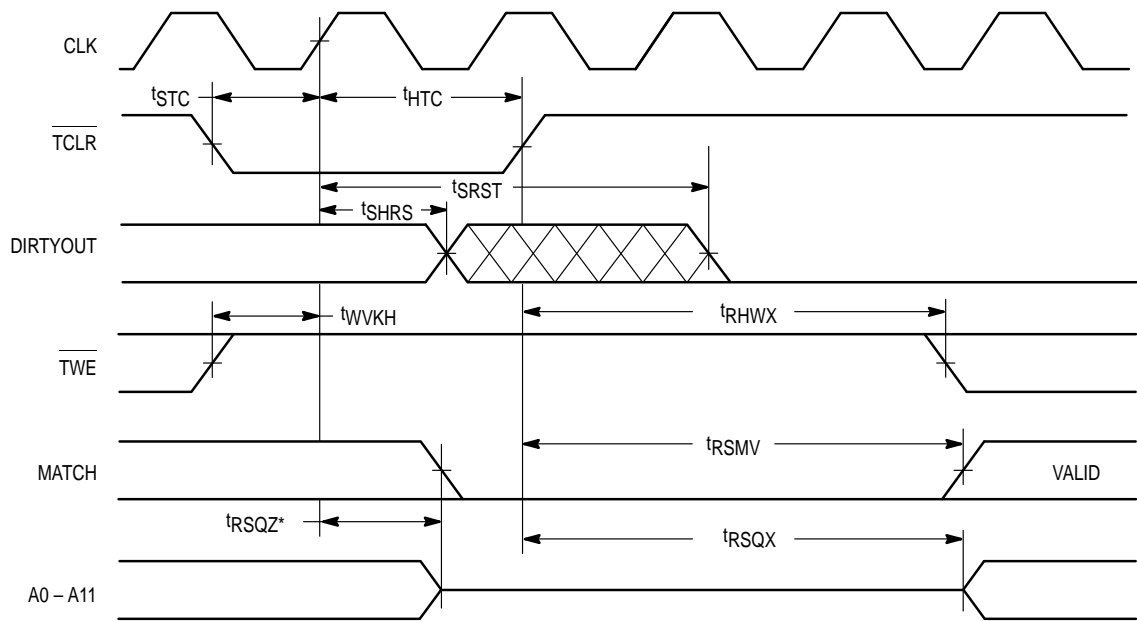 CLK
tSTC
tHTC
TCLR
tSRST
tSHRS
DIRTYOUT
tWVKH
tRHWX
TWE
tRSMV
MATCH
VALID
tRSQZ*
tRSQX
A0 – A11